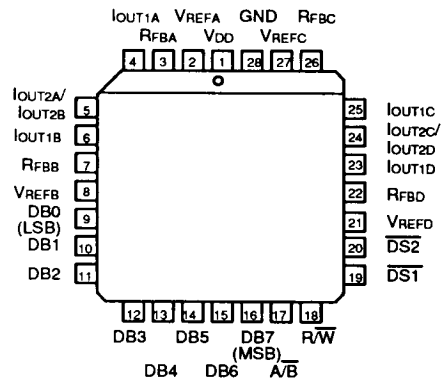 IOUT1A VREFA GND RFBC
RFBA VDD VREFC
4 3 2 1 28 27 26
IOUT2A/
IOUT2B
5
IOUT1B 6
RFBB 7
VREFB 8
DB0
(LSB)
9
DB1 10
DB2 11
25 IOUT1C
24 IOUT2C/
IOUT2D
23 IOUT1D
22 RFBD
21 VREFD
20 DS2
19 DS1
12 13 14 15 16 17 18
DB3 DB5 DB7 R/W
(MSB)
DB4 DB6 A/B